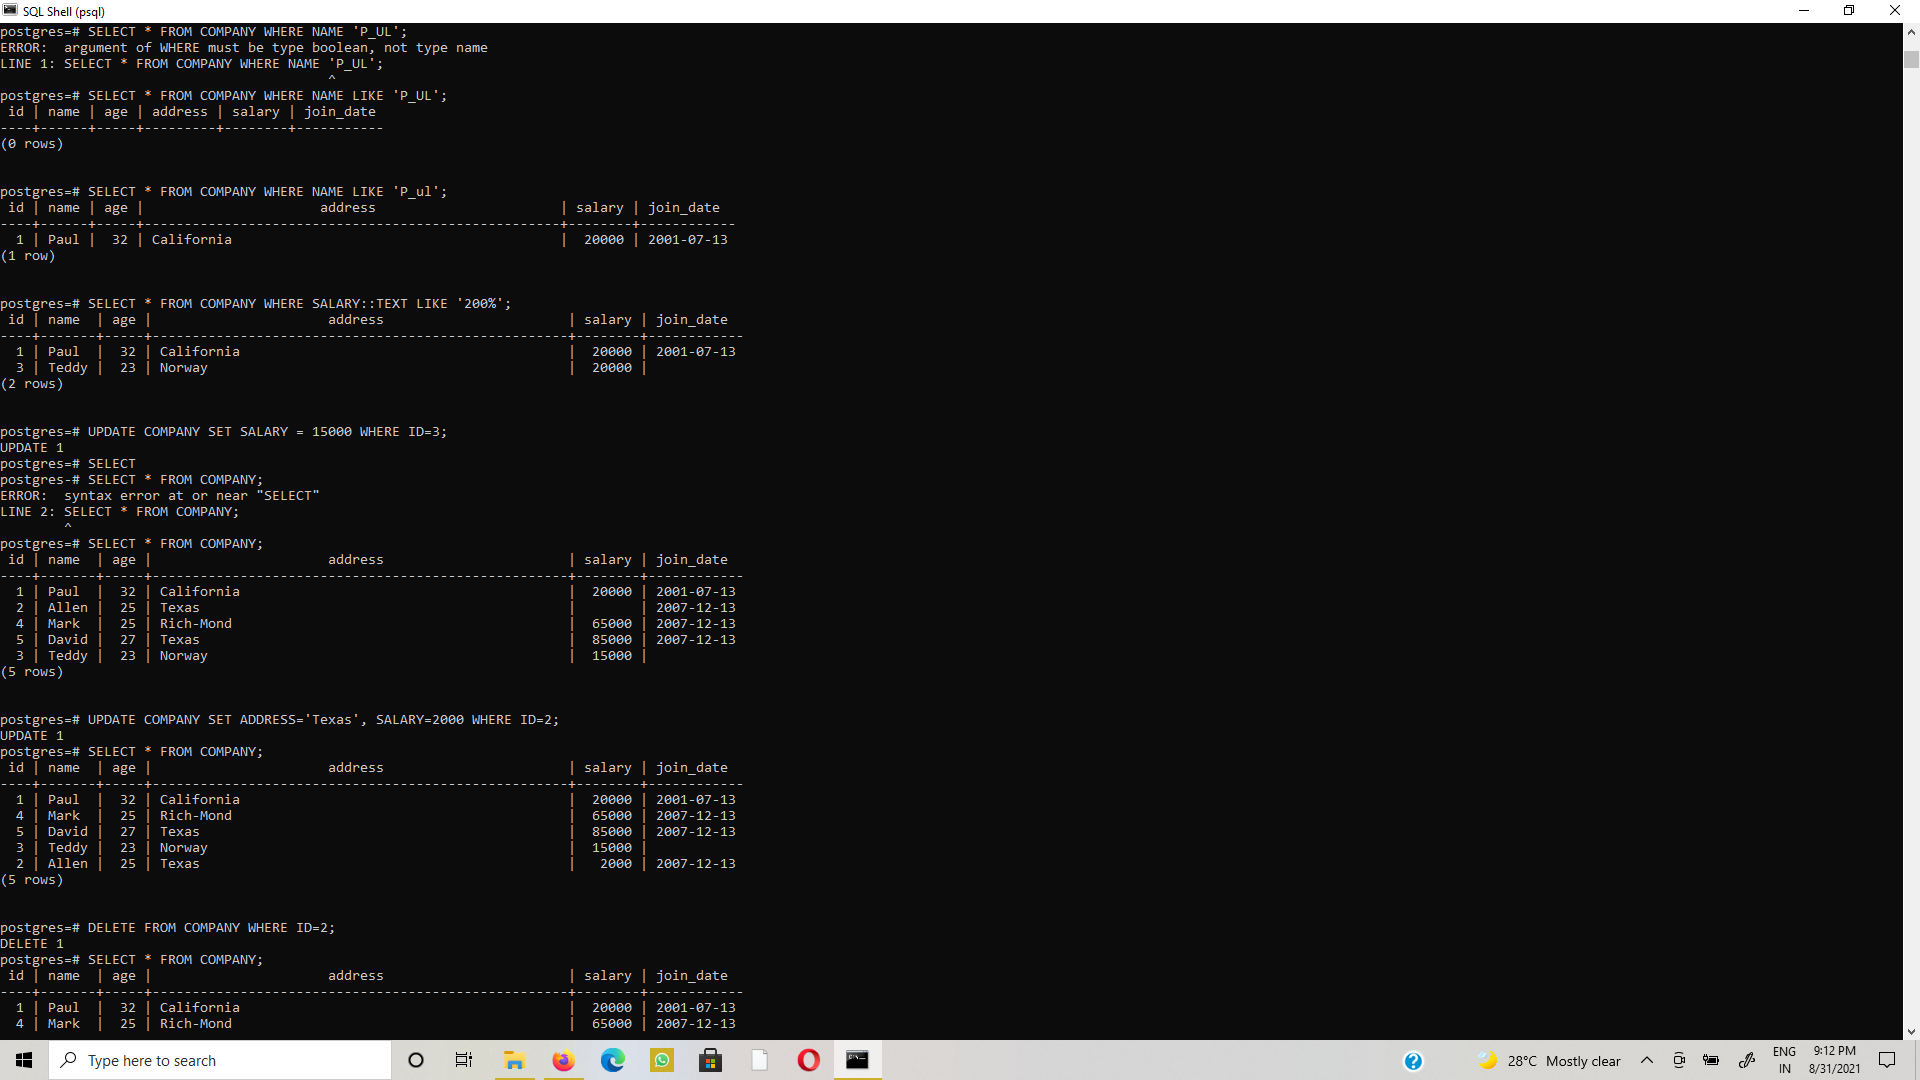 SQL Shell (psql)
postgres=# SELECT * FROM COMPANY WHERE NAME 'P_UL';
ERROR:  argument of WHERE must be type boolean, not type name
LINE 1: SELECT * FROM COMPANY WHERE NAME 'P_UL';
                                         ^
postgres=# SELECT * FROM COMPANY WHERE NAME LIKE 'P_UL';
 id | name | age | address | salary | join_date
----+------+-----+---------+--------+-----------
(0 rows)
postgres=# SELECT * FROM COMPANY WHERE NAME LIKE 'P_ul';
 id | name | age |                      address                       | salary | join_date
----+------+-----+----------------------------------------------------+--------+------------
  1 | Paul |  32 | California                                         |  20000 | 2001-07-13
(1 row)
postgres=# SELECT * FROM COMPANY WHERE SALARY::TEXT LIKE '200%';
 id | name  | age |                      address                       | salary | join_date
----+-------+-----+----------------------------------------------------+--------+------------
  1 | Paul  |  32 | California                                         |  20000 | 2001-07-13
  3 | Teddy |  23 | Norway                                             |  20000 |
(2 rows)
postgres=# UPDATE COMPANY SET SALARY = 15000 WHERE ID=3;
UPDATE 1
postgres=# SELECT
postgres-# SELECT * FROM COMPANY;
ERROR:  syntax error at or near "SELECT"
LINE 2: SELECT * FROM COMPANY;
        ^
postgres=# SELECT * FROM COMPANY;
 id | name  | age |                      address                       | salary | join_date
----+-------+-----+----------------------------------------------------+--------+------------
  1 | Paul  |  32 | California                                         |  20000 | 2001-07-13
  2 | Allen |  25 | Texas                                              |        | 2007-12-13
  4 | Mark  |  25 | Rich-Mond                                          |  65000 | 2007-12-13
  5 | David |  27 | Texas                                              |  85000 | 2007-12-13
  3 | Teddy |  23 | Norway                                             |  15000 |
(5 rows)
postgres=# UPDATE COMPANY SET ADDRESS='Texas', SALARY=2000 WHERE ID=2;
UPDATE 1
postgres=# SELECT * FROM COMPANY;
 id | name  | age |                      address                       | salary | join_date
----+-------+-----+----------------------------------------------------+--------+------------
  1 | Paul  |  32 | California                                         |  20000 | 2001-07-13
  4 | Mark  |  25 | Rich-Mond                                          |  65000 | 2007-12-13
  5 | David |  27 | Texas                                              |  85000 | 2007-12-13
  3 | Teddy |  23 | Norway                                             |  15000 |
  2 | Allen |  25 | Texas                                              |   2000 | 2007-12-13
(5 rows)
postgres=# DELETE FROM COMPANY WHERE ID=2;
DELETE 1
postgres=# SELECT * FROM COMPANY;
 id | name  | age |                      address                       | salary | join_date
----+-------+-----+----------------------------------------------------+--------+------------
  1 | Paul  |  32 | California                                         |  20000 | 2001-07-13
  4 | Mark  |  25 | Rich-Mond                                          |  65000 | 2007-12-13
Type here to search
28°C Mostly clear
ENG
IN
9:12 PM
8/31/2021